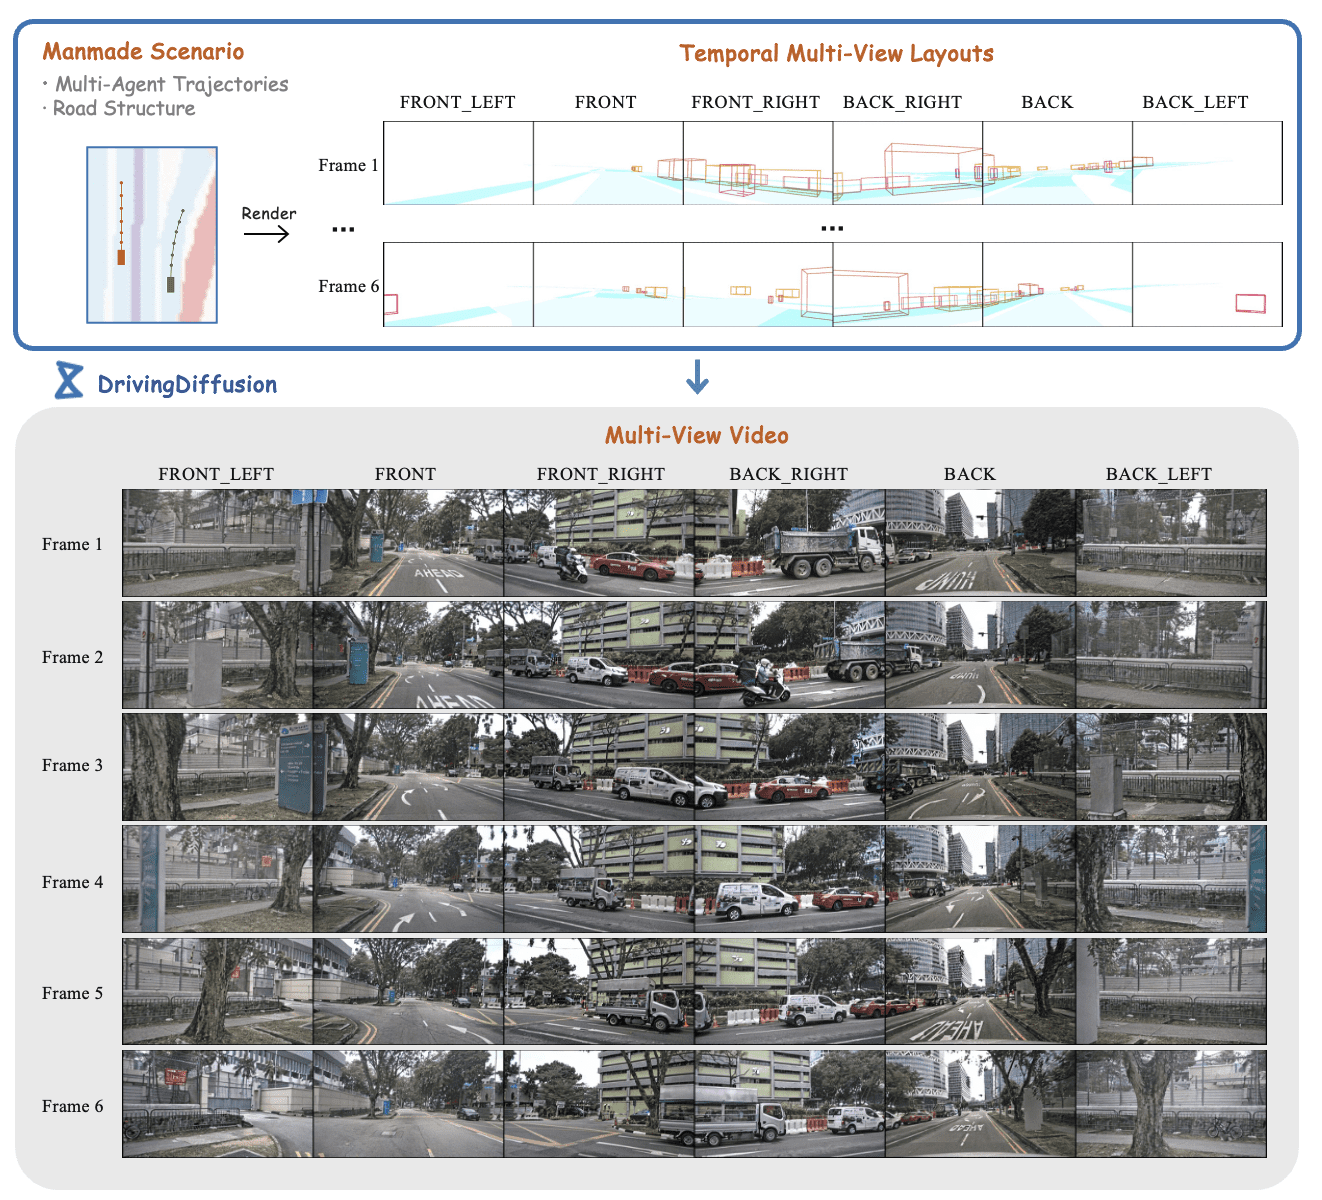 Manmade Scenario
· Multi-Agent Trajectories
· Road Structure
Render
Temporal Multi-View Layouts
FRONT_LEFT FRONT FRONT_RIGHT BACK_RIGHT BACK BACK_LEFT
Frame 1
... ...
Frame 6
DrivingDiffusion
Multi-View Video
FRONT_LEFT FRONT FRONT_RIGHT BACK_RIGHT BACK BACK_LEFT
Frame 1
AHEAD
HUMP
Frame 2
AHEAD
HUMP
Frame 3
Frame 4
Frame 5
AHEAD
Frame 6
AHEAD